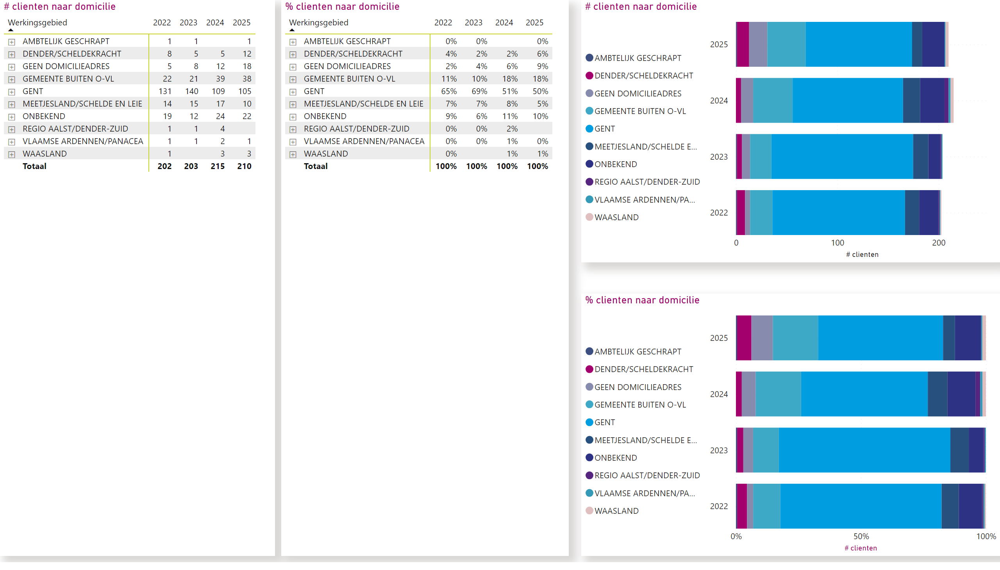 # clienten naar domicilie
Werkingsgebied 2022 2023 2024 2025
AMBTELIJK GESCHRAPT 1 1 1
DENDER/SCHELDEKRACHT 8 5 5 12
GEEN DOMICILIEADRES 5 8 12 18
GEMEENTE BUITEN O-VL 22 21 39 38
GENT 131 140 109 105
MEETJESLAND/SCHELDE EN LEIE 14 15 17 10
ONBEKEND 19 12 24 22
REGIO AALST/DENDER-ZUID 1 1 4
VLAAMSE ARDENNEN/PANACEA 1 1 2 1
WAASLAND 1 3 3
Totaal 202 203 215 210
% clienten naar domicilie
Werkingsgebied 2022 2023 2024 2025
AMBTELIJK GESCHRAPT 0% 0% 0%
DENDER/SCHELDEKRACHT 4% 2% 2% 6%
GEEN DOMICILIEADRES 2% 4% 6% 9%
GEMEENTE BUITEN O-VL 11% 10% 18% 18%
GENT 65% 69% 51% 50%
MEETJESLAND/SCHELDE EN LEIE 7% 7% 8% 5%
ONBEKEND 9% 6% 11% 10%
REGIO AALST/DENDER-ZUID 0% 0% 2%
VLAAMSE ARDENNEN/PANACEA 0% 0% 1% 0%
WAASLAND 0% 1% 1%
Totaal 100% 100% 100% 100%
# clienten naar domicilie
AMBTELIJK GESCHRAPT
DENDER/SCHELDEKRACHT
GEEN DOMICILIEADRES
GEMEENTE BUITEN O-VL
GENT
MEETJESLAND/SCHELDE E...
ONBEKEND
REGIO AALST/DENDER-ZUID
VLAAMSE ARDENNEN/PA...
WAASLAND
2025
2024
2023
2022
0 100 200
# clienten
% clienten naar domicilie
AMBTELIJK GESCHRAPT
DENDER/SCHELDEKRACHT
GEEN DOMICILIEADRES
GEMEENTE BUITEN O-VL
GENT
MEETJESLAND/SCHELDE E...
ONBEKEND
REGIO AALST/DENDER-ZUID
VLAAMSE ARDENNEN/PA...
WAASLAND
2025
2024
2023
2022
0% 50% 100%
# clienten